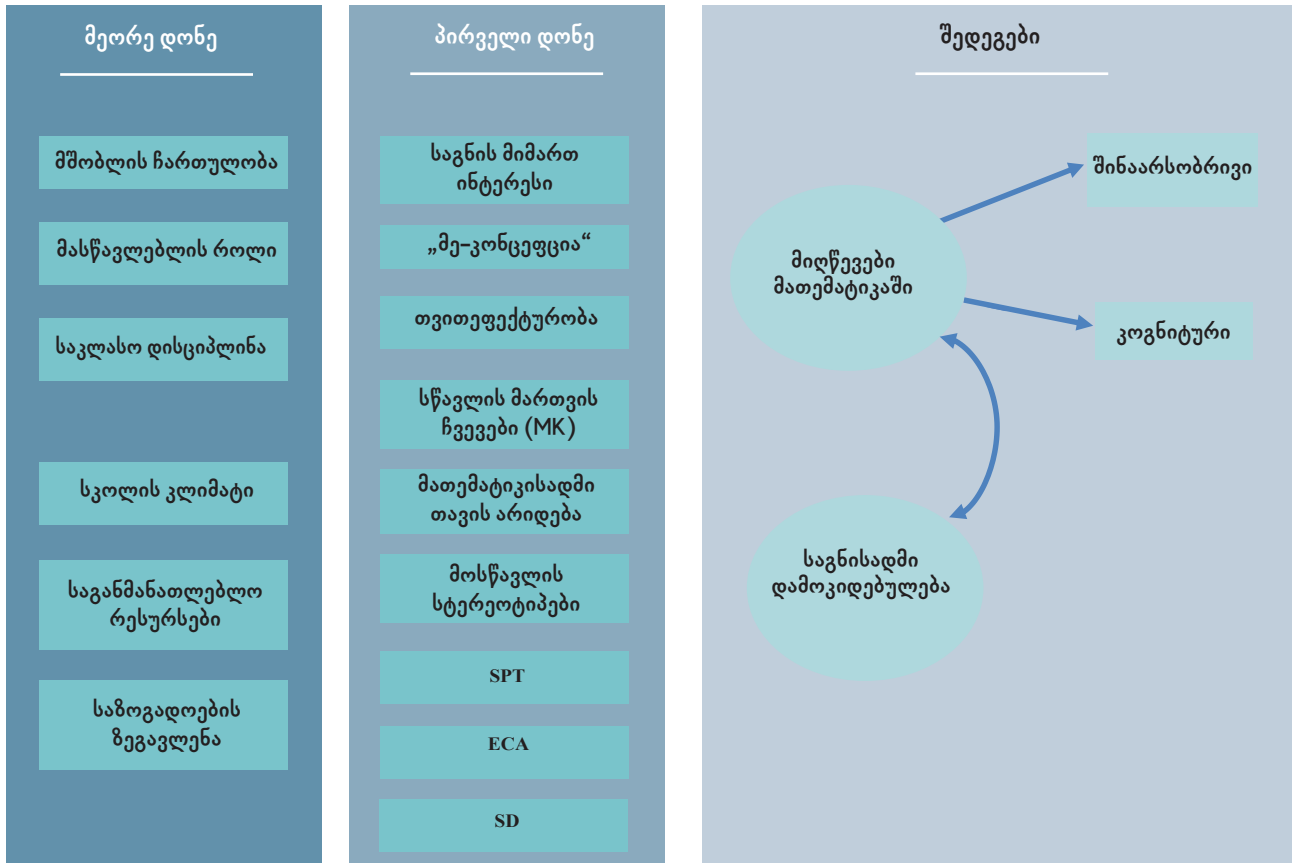 მეორე დონე
მშობლის ჩართულობა
მასწავლებლის როლი
საკლასო დისციპლინა
სკოლის კლიმატი
საგანმანათლებლო
რესურსები
საზოგადოების
ზეგავლენა
პირველი დონე
საგნის მიმართ
ინტერესი
„მე-კონცეფცია“
თვითეფექტურობა
სწავლის მართვის
ჩვევები (MK)
მათემატიკისადმი
თავის არიდება
მოსწავლის
სტერეოტიპები
SPT
ECA
SD
შედეგები
მიღწევები
მათემატიკაში
შინაარსობრივი
კოგნიტური
საგნისადმი
დამოკიდებულება